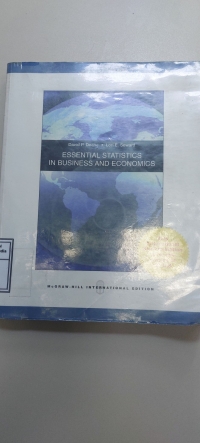 David P. Doane • Lori E. Seward
ESSENTIAL STATISTICS
IN BUSINESS AND ECONOMICS
McGRAW-HILL INTERNATIONAL EDITION